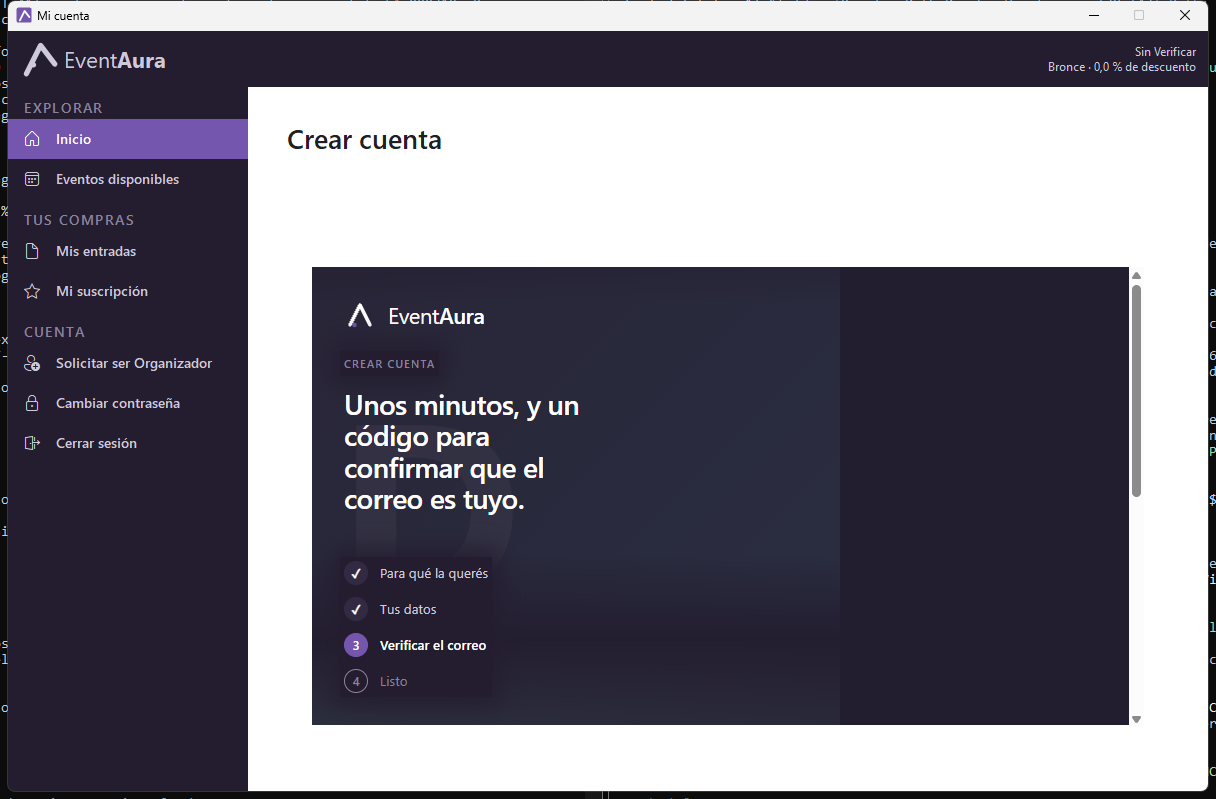 Mi cuenta
EventAura
Sin Verificar
Bronce · 0,0 % de descuento
EXPLORAR
Inicio
Eventos disponibles
TUS COMPRAS
Mis entradas
Mi suscripción
CUENTA
Solicitar ser Organizador
Cambiar contraseña
Cerrar sesión
Crear cuenta
EventAura
CREAR CUENTA
Unos minutos, y un
código para
confirmar que el
correo es tuyo.
✔ Para qué la querés
✔ Tus datos
3 Verificar el correo
4 Listo